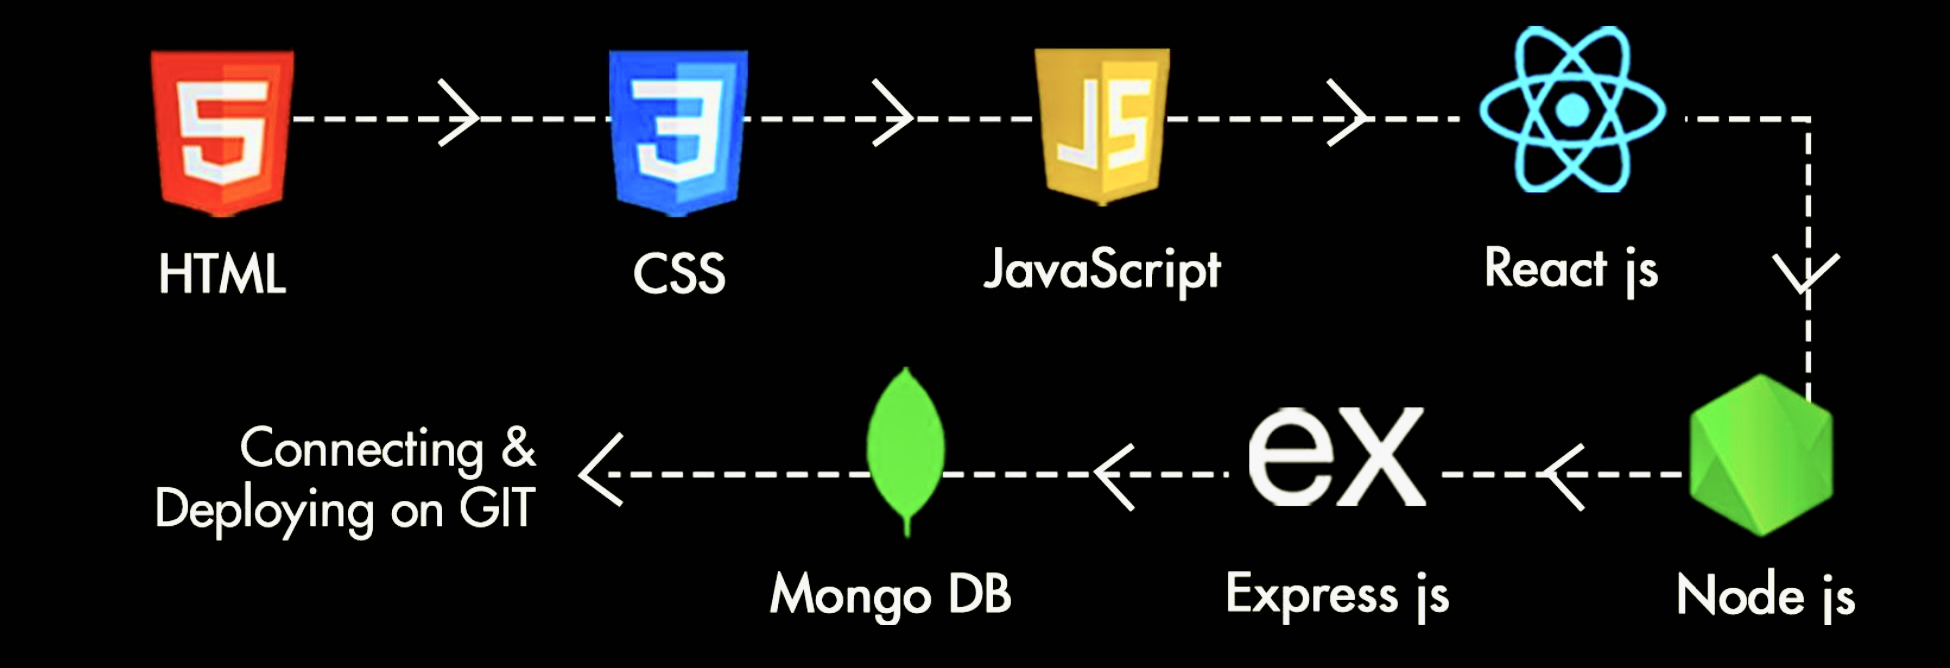 5
3
JS
HTML
CSS
JavaScript
React js
Connecting &
Deploying on GIT
ex
Mongo DB
Express js
Node js